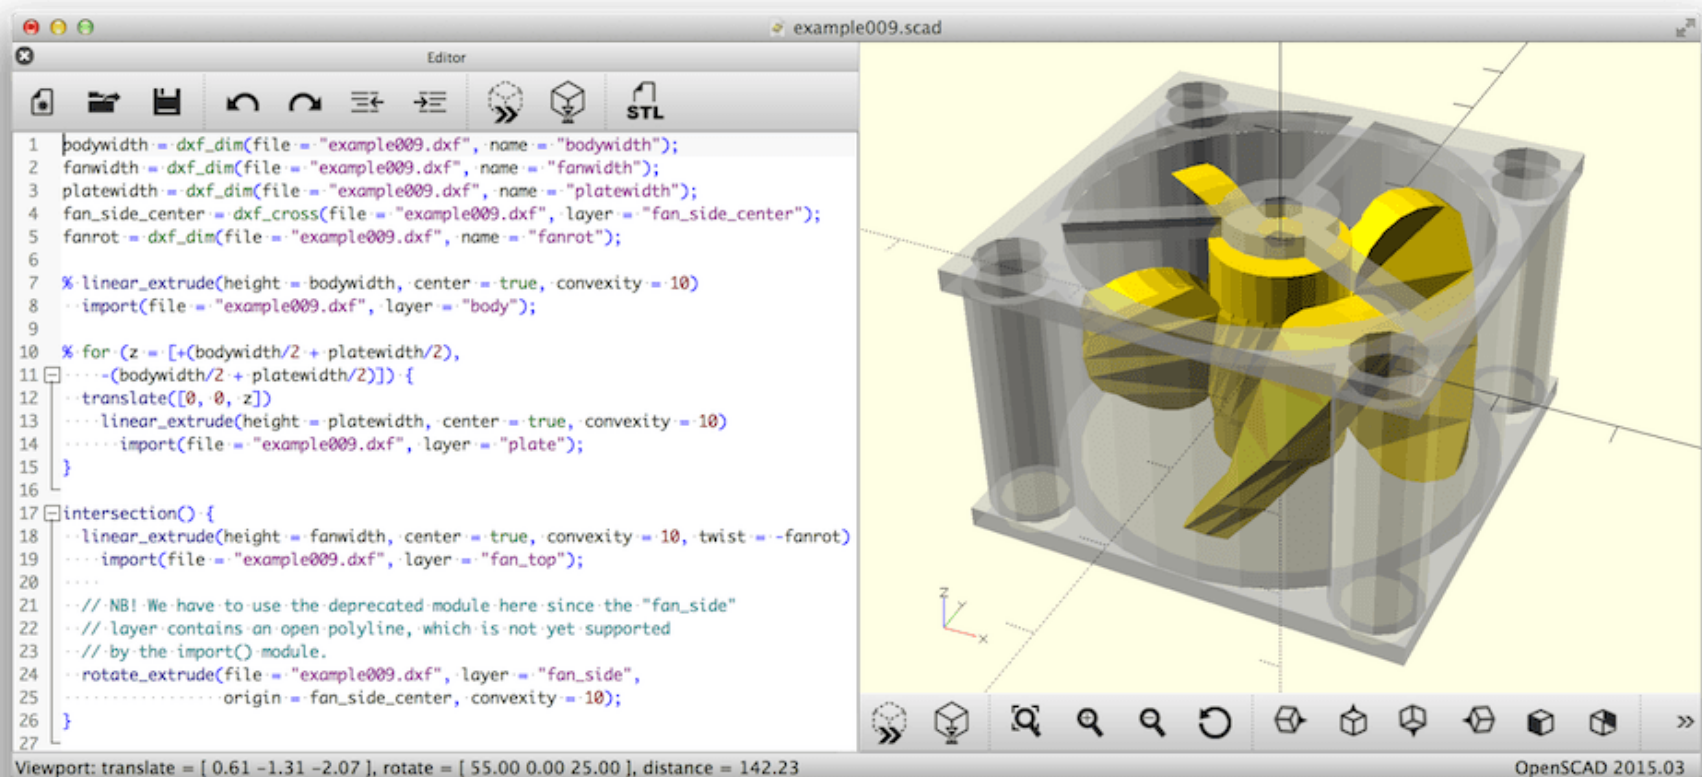 example009.scad
Editor
STL
1 bodywidth = dxf_dim(file = "example009.dxf", name = "bodywidth");
2 fanwidth = dxf_dim(file = "example009.dxf", name = "fanwidth");
3 platewidth = dxf_dim(file = "example009.dxf", name = "platewidth");
4 fan_side_center = dxf_cross(file = "example009.dxf", layer = "fan_side_center");
5 fanrot = dxf_dim(file = "example009.dxf", name = "fanrot");
6
7 % linear_extrude(height = bodywidth, center = true, convexity = 10)
8   import(file = "example009.dxf", layer = "body");
9
10 % for (z = [+(bodywidth/2 + platewidth/2),
11     -(bodywidth/2 + platewidth/2)]) {
12   translate([0, 0, z])
13     linear_extrude(height = platewidth, center = true, convexity = 10)
14       import(file = "example009.dxf", layer = "plate");
15 }
16
17 intersection() {
18   linear_extrude(height = fanwidth, center = true, convexity = 10, twist = -fanrot)
19     import(file = "example009.dxf", layer = "fan_top");
20
21   // NB! We have to use the deprecated module here since the "fan_side"
22   // layer contains an open polyline, which is not yet supported
23   // by the import() module.
24   rotate_extrude(file = "example009.dxf", layer = "fan_side",
25                  origin = fan_side_center, convexity = 10);
26 }
27
Z
Y
X
Viewport: translate = [ 0.61 -1.31 -2.07 ], rotate = [ 55.00 0.00 25.00 ], distance = 142.23
OpenSCAD 2015.03